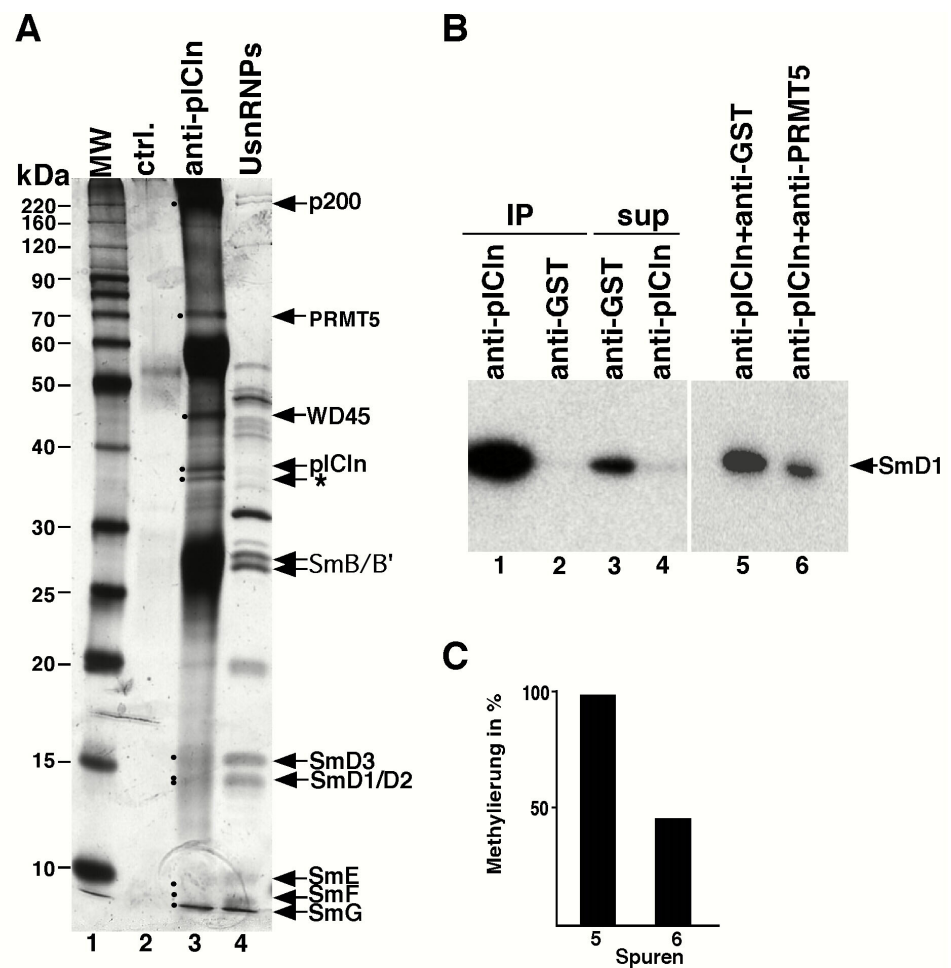 A
kDa
MW
ctrl.
anti-pICln
UsnRNPs
220
160
120
90
70
60
50
40
30
25
20
15
10
p200
PRMT5
WD45
pICln
*
SmB/B'
SmD3
SmD1/D2
SmE
SmF
SmG
1 2 3 4
B
IP sup
anti-pICln
anti-GST
anti-GST
anti-pICln
anti-pICln+anti-GST
anti-pICln+anti-PRMT5
SmD1
1 2 3 4 5 6
C
Methylierung in %
100
50
5 6
Spuren